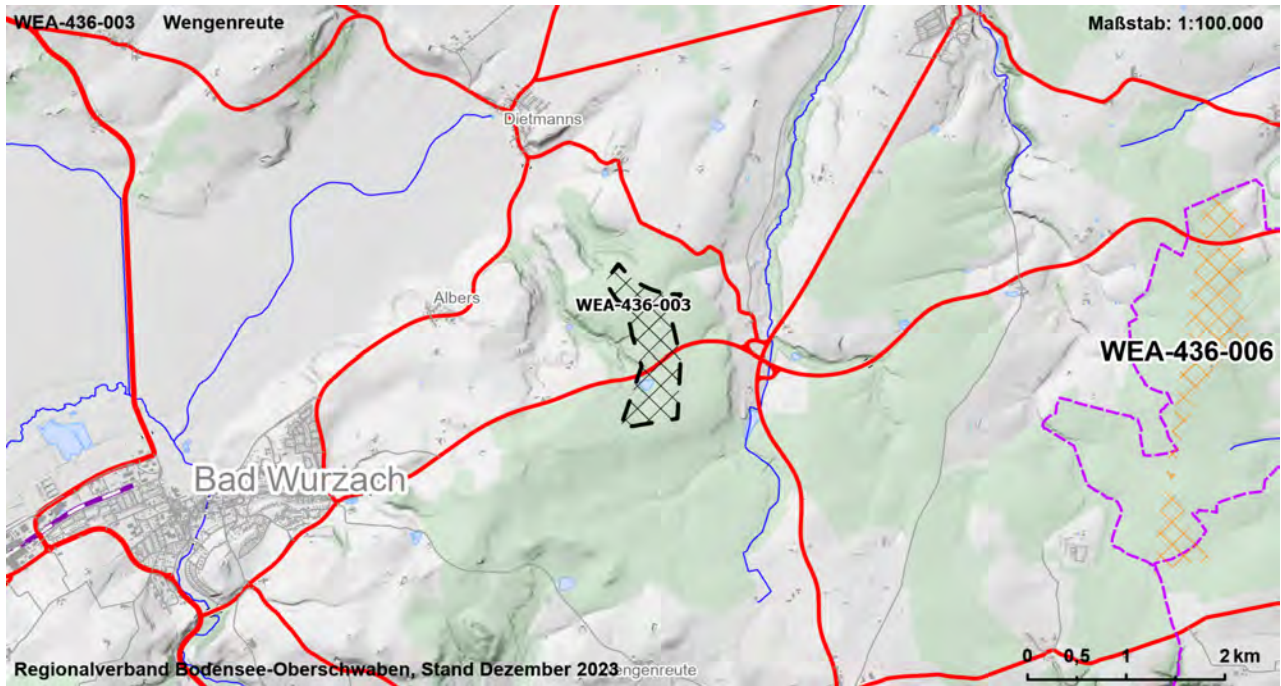 WEA-436-003 Wengenreute
Maßstab: 1:100.000
Dietmanns
Albers
WEA-436-003
WEA-436-006
Bad Wurzach
0 0,5 1 2 km
Regionalverband Bodensee-Oberschwaben, Stand Dezember 2023